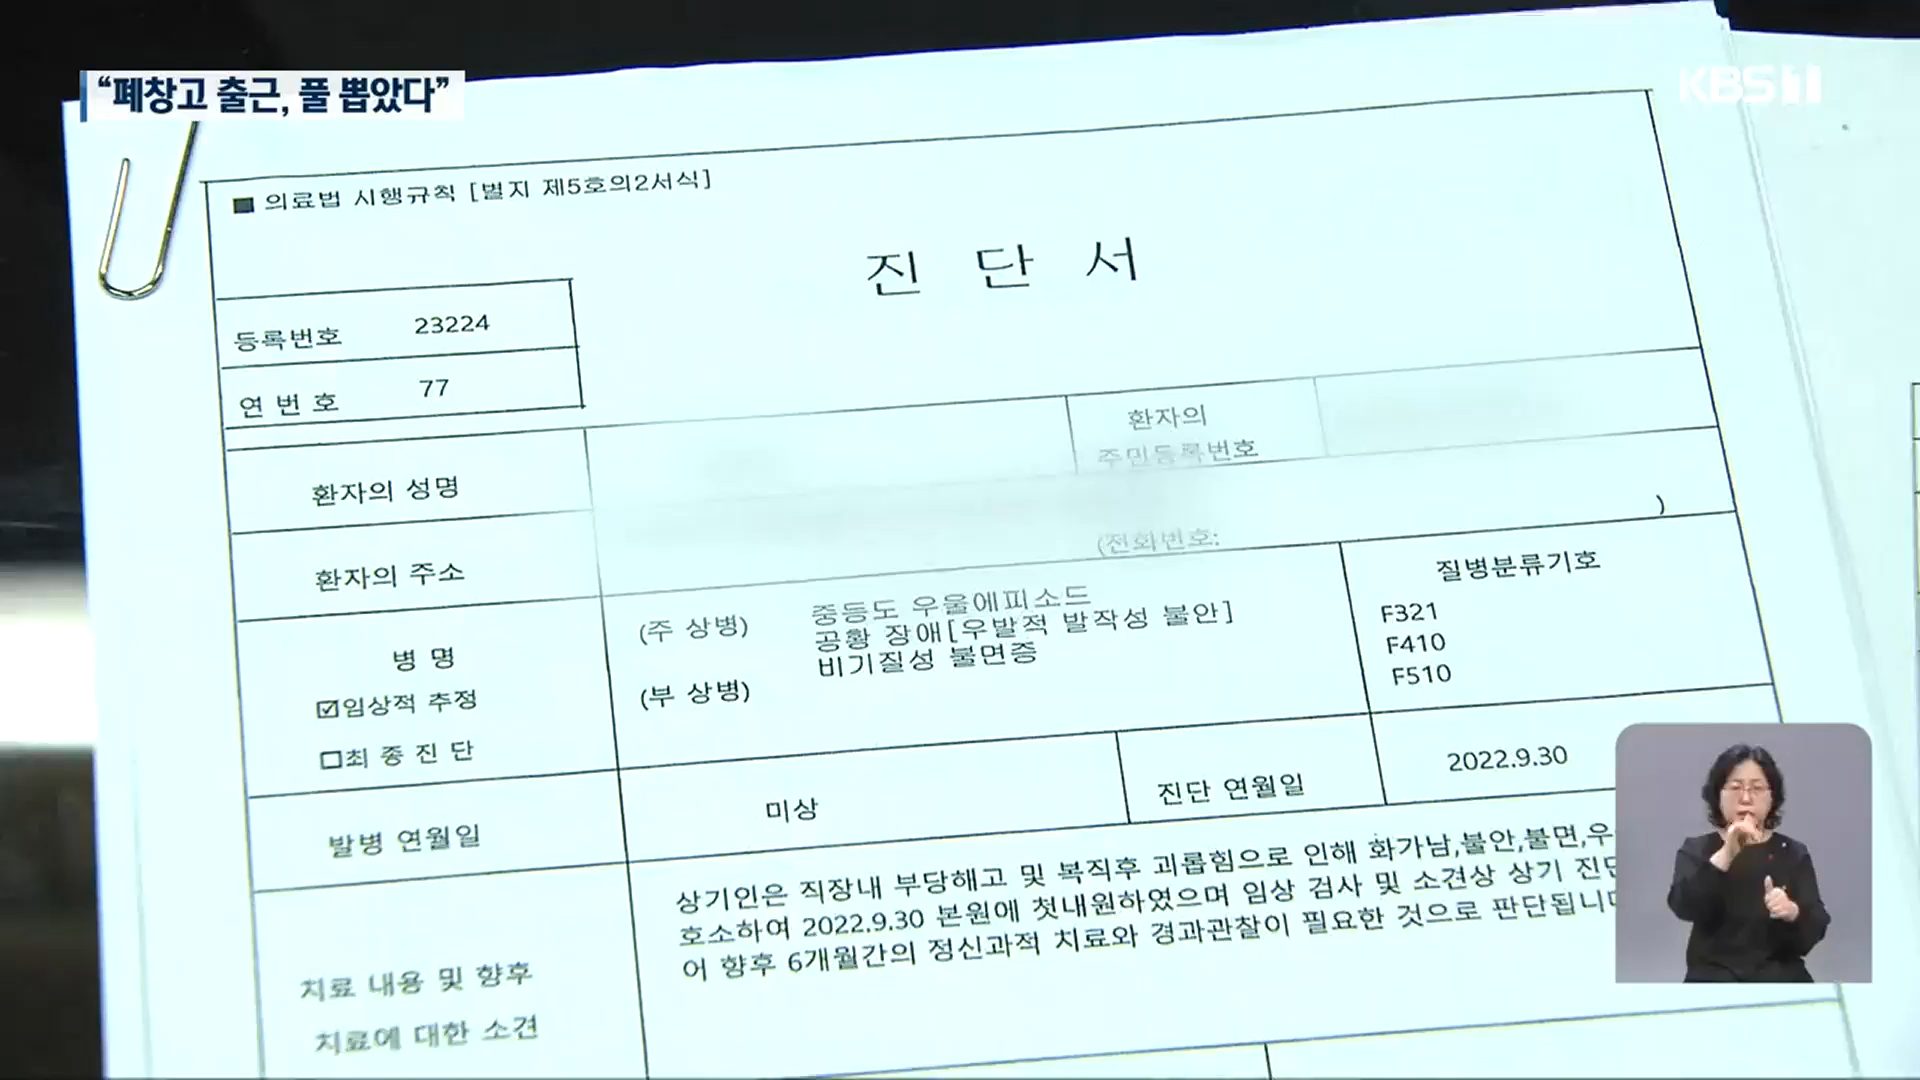 “폐창고 출근, 풀 뽑았다”
KBS 1
■ 의료법 시행규칙 [별지 제5호의2서식]
진 단 서
등록번호 23224
연 번 호 77
환자의 성명
환자의
주민등록번호
환자의 주소
(전화번호: )
병 명
☑임상적 추정
☐최 종 진 단
(주 상병)
(부 상병)
중등도 우울에피소드
공황 장애[우발적 발작성 불안]
비기질성 불면증
질병분류기호
F321
F410
F510
발병 연월일 미상 진단 연월일 2022.9.30
치료 내용 및 향후
치료에 대한 소견
상기인은 직장내 부당해고 및 복직후 괴롭힘으로 인해 화가남,불안,불면,우
호소하여 2022.9.30 본원에 첫내원하였으며 임상 검사 및 소견상 상기 진단
어 향후 6개월간의 정신과적 치료와 경과관찰이 필요한 것으로 판단됩니다